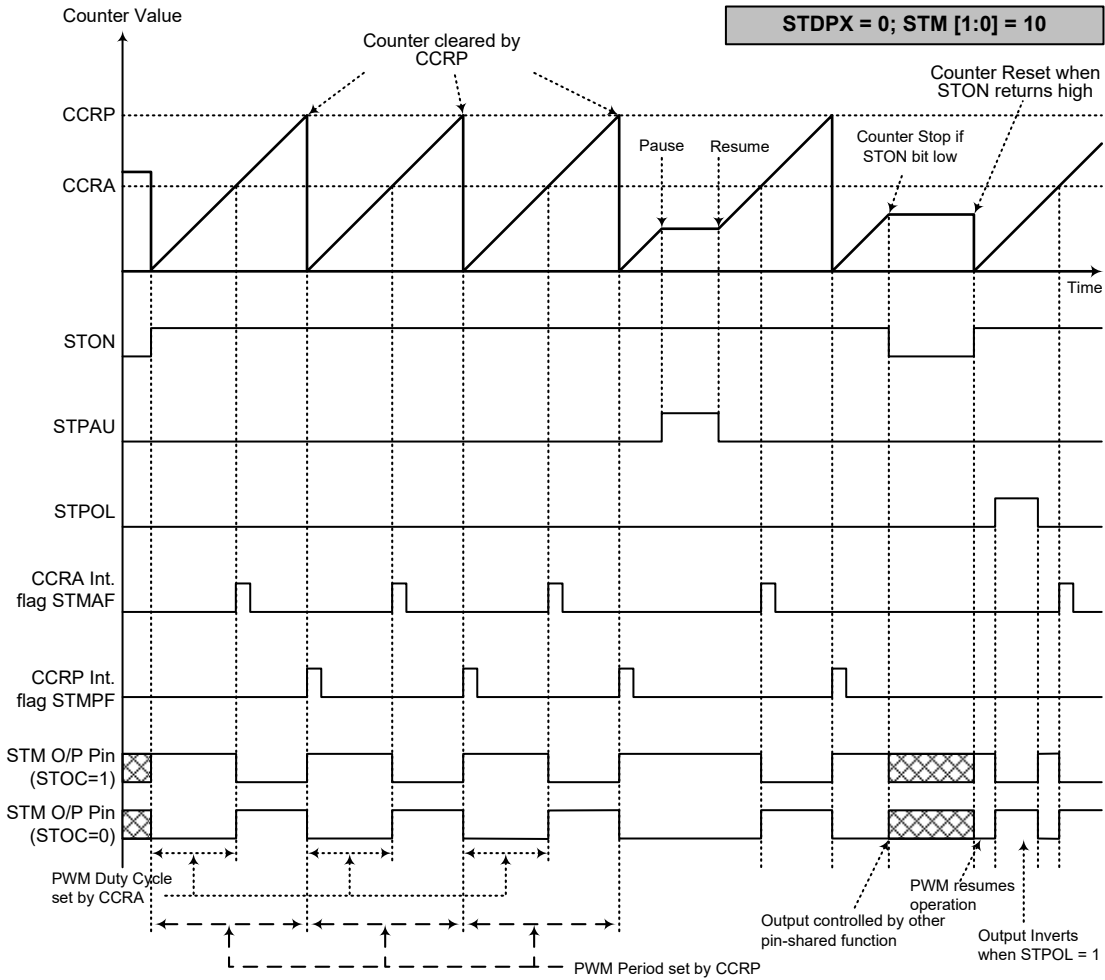 Counter Value
STDPX = 0; STM [1:0] = 10
Counter cleared by
CCRP
Counter Reset when
STON returns high
CCRP
Pause
Resume
Counter Stop if
STON bit low
CCRA
Time
STON
STPAU
STPOL
CCRA Int.
flag STMAF
CCRP Int.
flag STMPF
STM O/P Pin
(STOC=1)
STM O/P Pin
(STOC=0)
PWM Duty Cycle
set by CCRA
PWM resumes
operation
Output controlled by other
pin-shared function
Output Inverts
when STPOL = 1
PWM Period set by CCRP